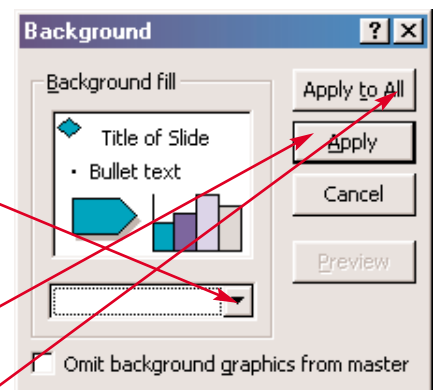 Background
Background fill
Title of Slide
• Bullet text
Apply to All
Apply
Cancel
Preview
Omit background graphics from master